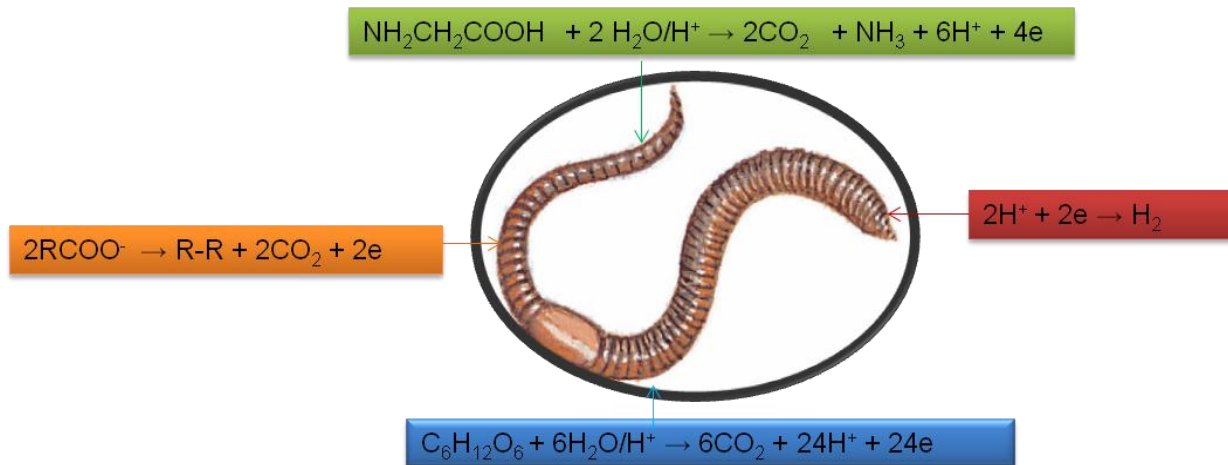 NH₂CH₂COOH + 2 H₂O/H⁺ → 2CO₂ + NH₃ + 6H⁺ + 4e
2H⁺ + 2e → H₂
2RCOO⁻ → R-R + 2CO₂ + 2e
C₆H₁₂O₆ + 6H₂O/H⁺ → 6CO₂ + 24H⁺ + 24e